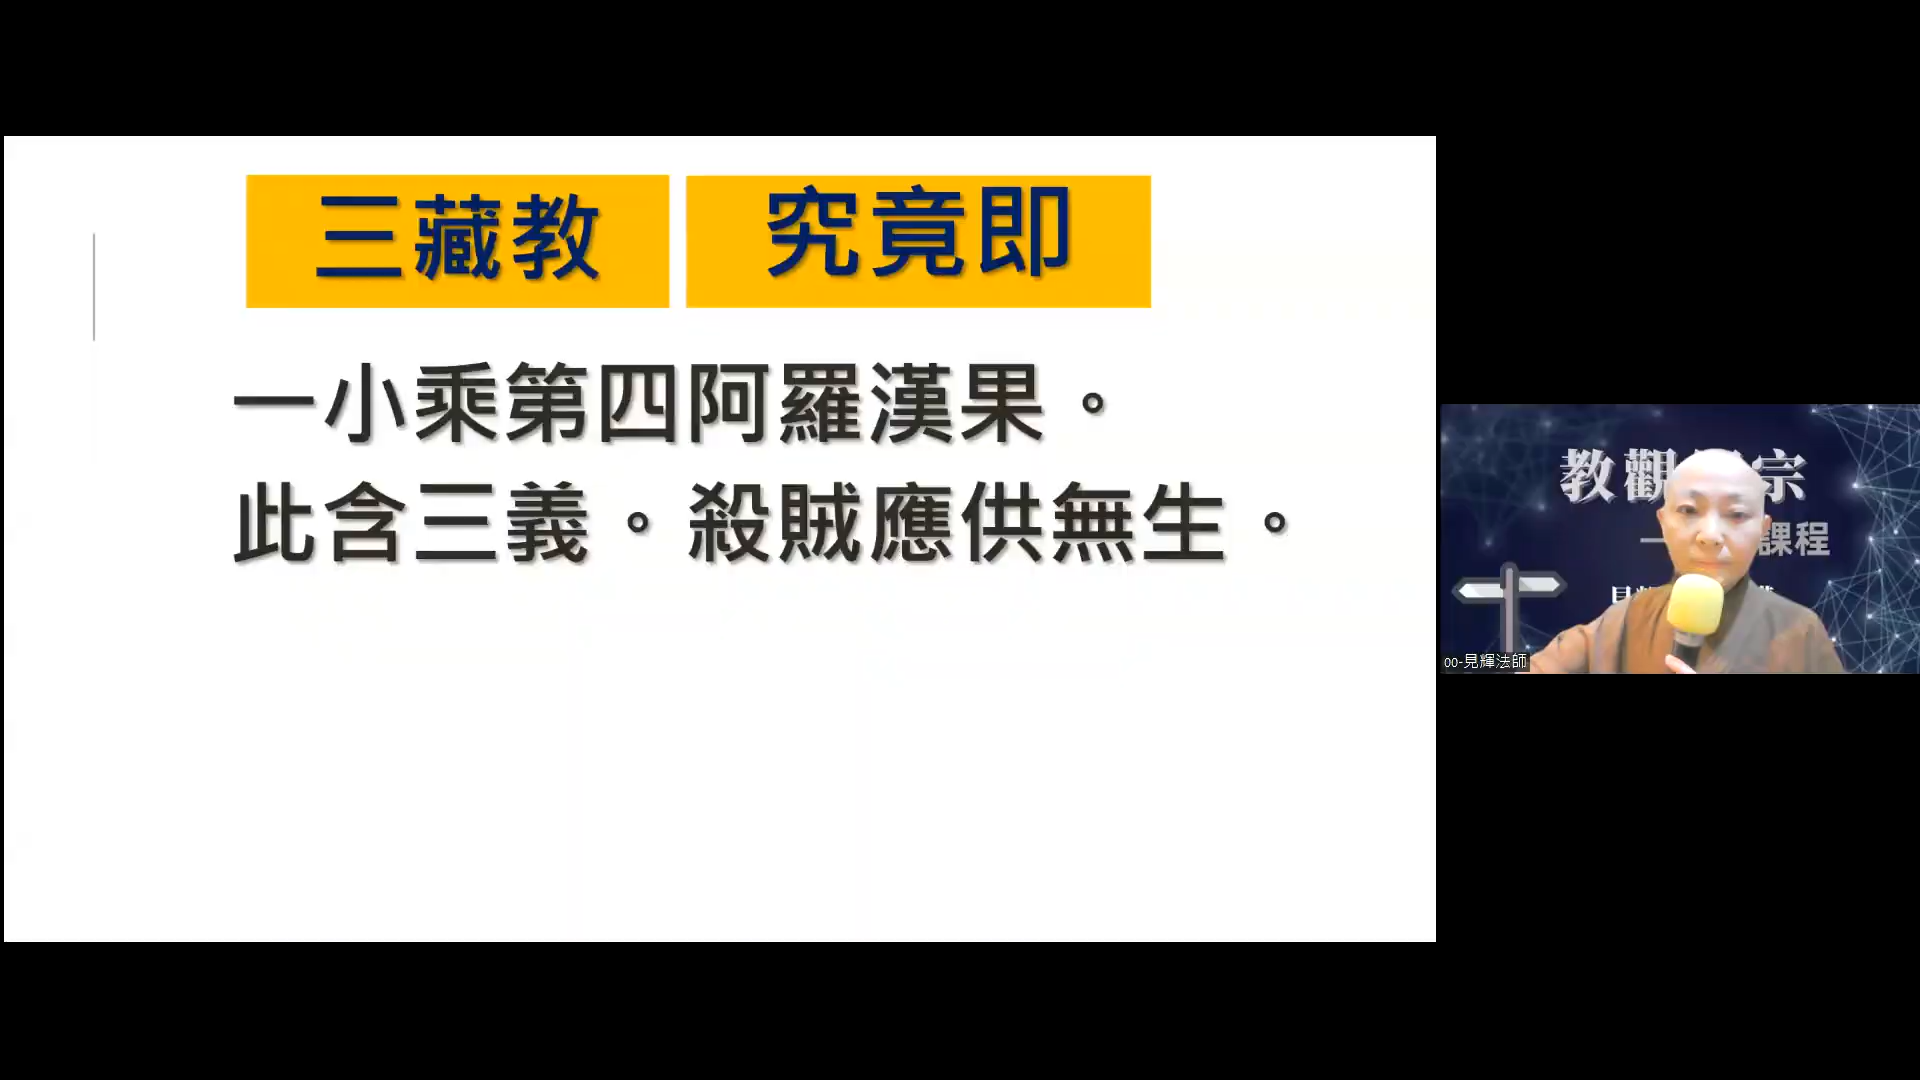 三藏教 究竟即
一小乘第四阿羅漢果。
此含三義。殺賊應供無生。
教觀 宗
課程
oo-見輝法師